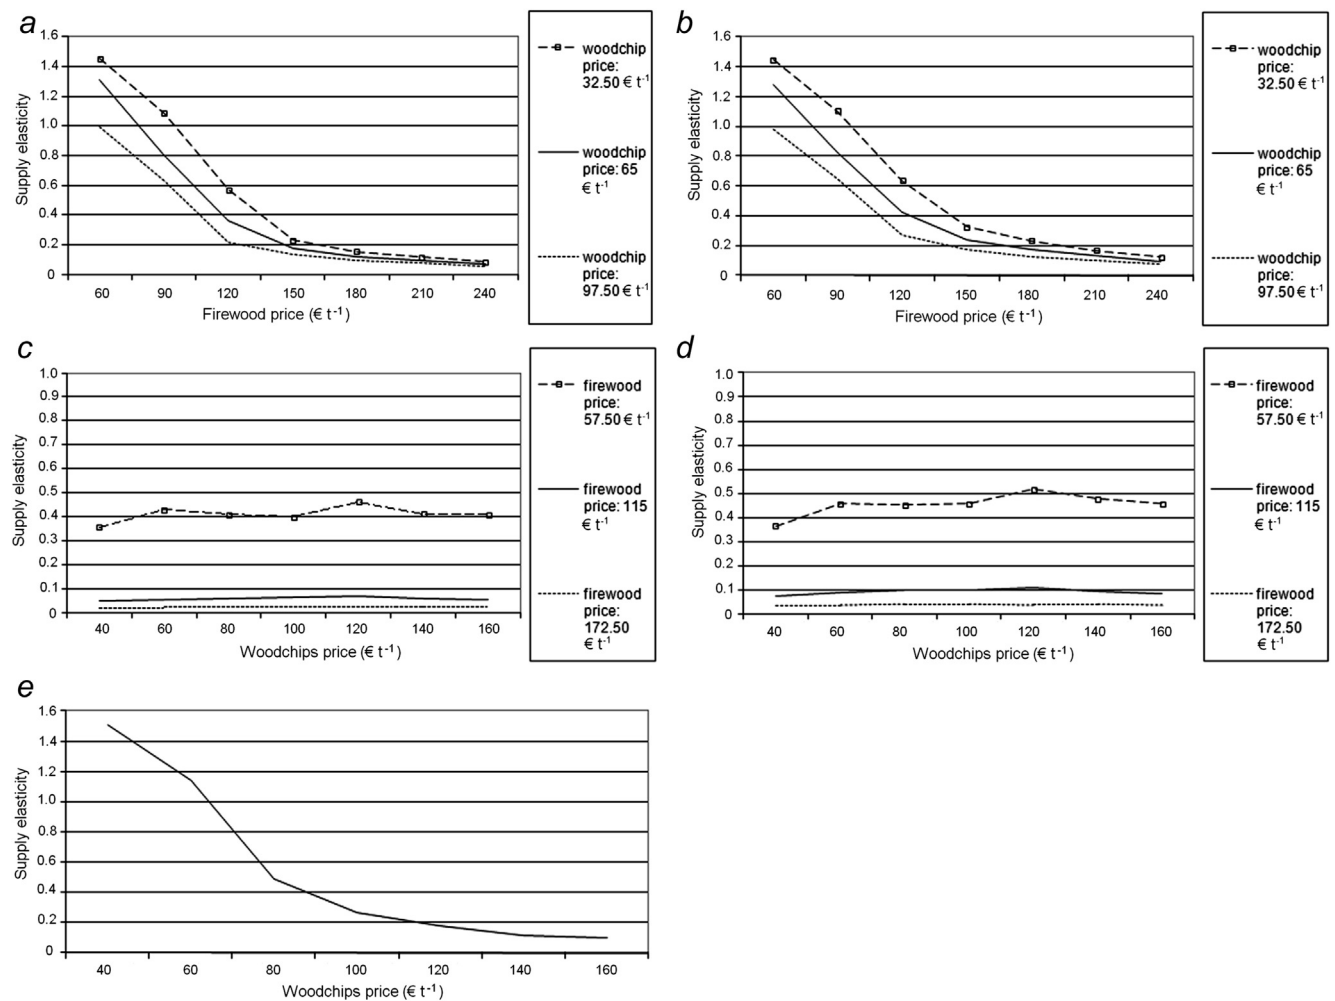 a
1.6
1.4
1.2
1.0
0.8
0.6
0.4
0.2
0
Supply elasticity
60 90 120 150 180 210 240
Firewood price (€ t-1)
woodchip
price:
32.50 € t-1
woodchip
price: 65
€ t-1
woodchip
price:
97.50 € t-1
b
1.6
1.4
1.2
1.0
0.8
0.6
0.4
0.2
0
Supply elasticity
60 90 120 150 180 210 240
Firewood price (€ t-1)
woodchip
price:
32.50 € t-1
woodchip
price: 65
€ t-1
woodchip
price:
97.50 € t-1
c
1.0
0.9
0.8
0.7
0.6
0.5
0.4
0.3
0.2
0.1
0
Supply elasticity
40 60 80 100 120 140 160
Woodchips price (€ t-1)
firewood
price:
57.50 € t-1
firewood
price: 115
€ t-1
firewood
price:
172.50
€ t-1
d
1.0
0.9
0.8
0.7
0.6
0.5
0.4
0.3
0.2
0.1
0
Supply elasticity
40 60 80 100 120 140 160
Woodchips price (€ t-1)
firewood
price:
57.50 € t-1
firewood
price: 115
€ t-1
firewood
price:
172.50
€ t-1
e
1.6
1.4
1.2
1.0
0.8
0.6
0.4
0.2
0
Supply elasticity
40 60 80 100 120 140 160
Woodchips price (€ t-1)